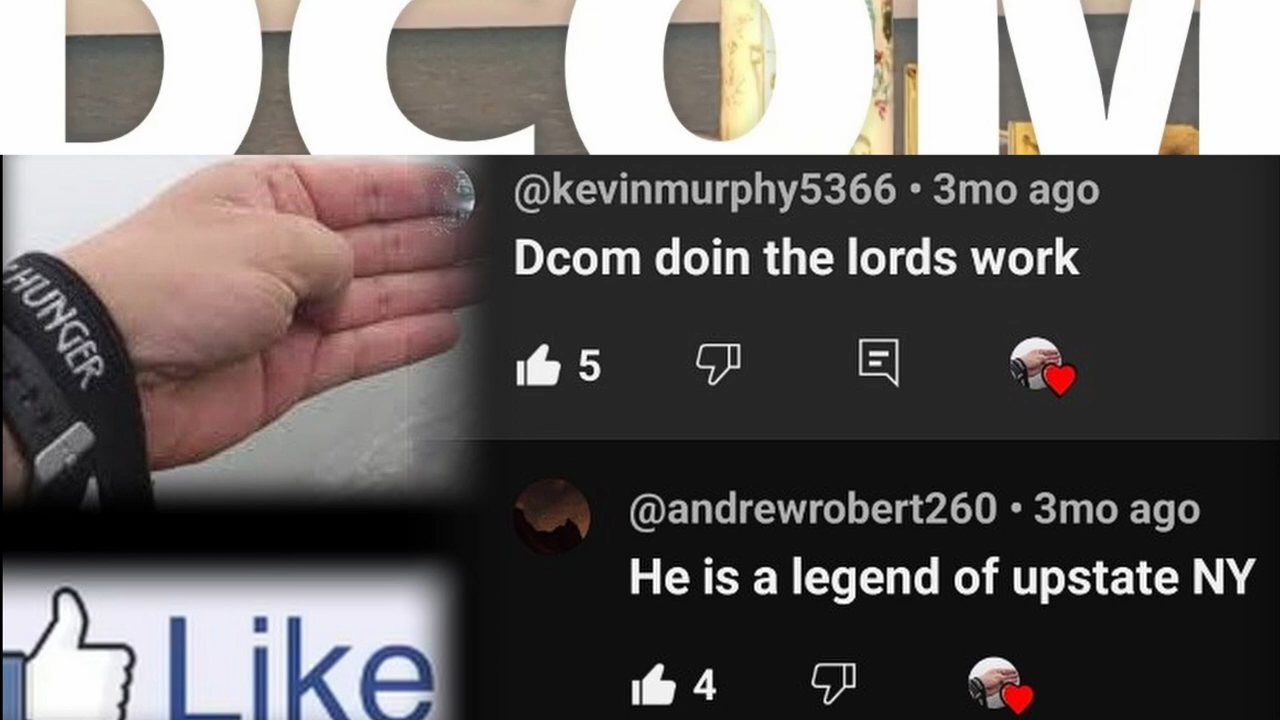 DCOM
@kevinmurphy5366 • 3mo ago
Dcom doin the lords work
HUNGER
5
@andrewrobert260 • 3mo ago
He is a legend of upstate NY
Like
4